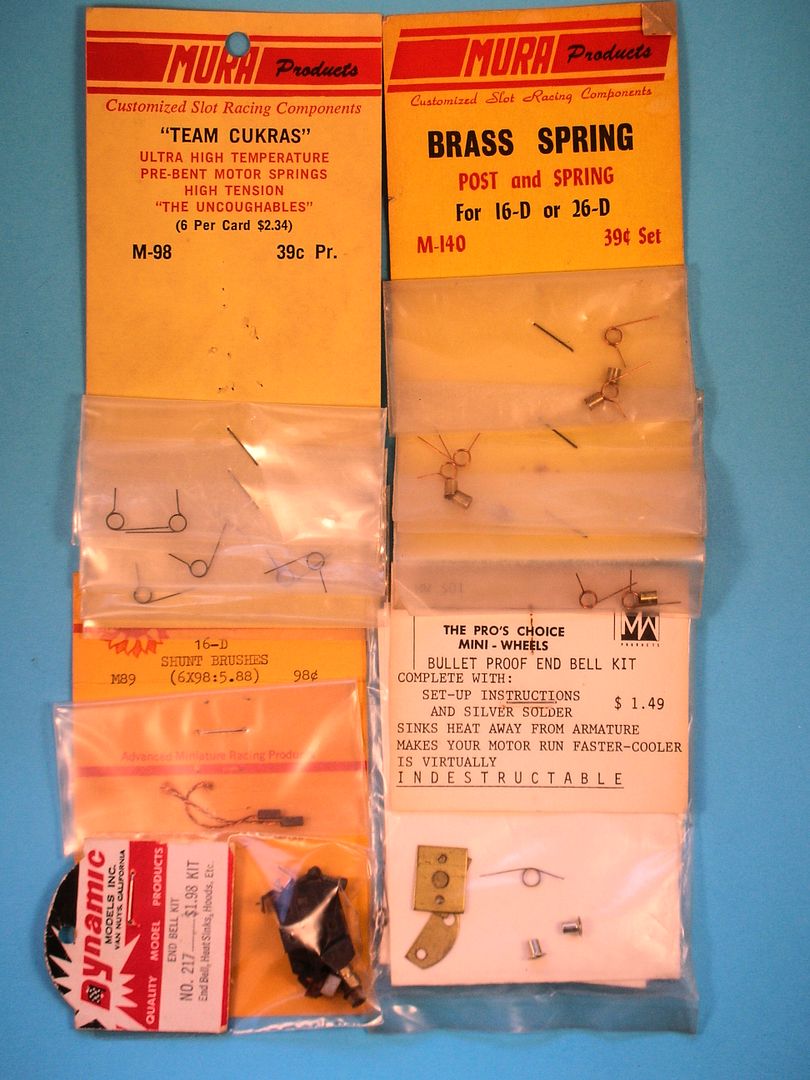 MURA Products
Customized Slot Racing Components
"TEAM CUKRAS"
ULTRA HIGH TEMPERATURE
PRE-BENT MOTOR SPRINGS
HIGH TENSION
"THE UNCOUGHABLES"
(6 Per Card $2.34)
M-98 39c Pr.
MURA Products
Customized Slot Racing Components
BRASS SPRING
POST and SPRING
For 16-D or 26-D
M-140 39¢ Set
16-D
SHUNT BRUSHES
M89 (6X98:5.88) 98¢
Advanced Miniature Racing
THE PRO'S CHOICE
MINI-WHEELS
MW
PRODUCTS
BULLET PROOF END BELL KIT
COMPLETE WITH:
SET-UP INSTRUCTIONS
AND SILVER SOLDER
$ 1.49
SINKS HEAT AWAY FROM ARMATURE
MAKES YOUR MOTOR RUN FASTER-COOLER
IS VIRTUALLY
INDESTRUCTABLE
Dynamic
MODELS INC.
VAN NUYS, CALIFORNIA
QUALITY MODEL PRODUCTS
END BELL KIT
NO. 217 $1.98 KIT
End Bell, Heat Sinks, Hoods, Etc.